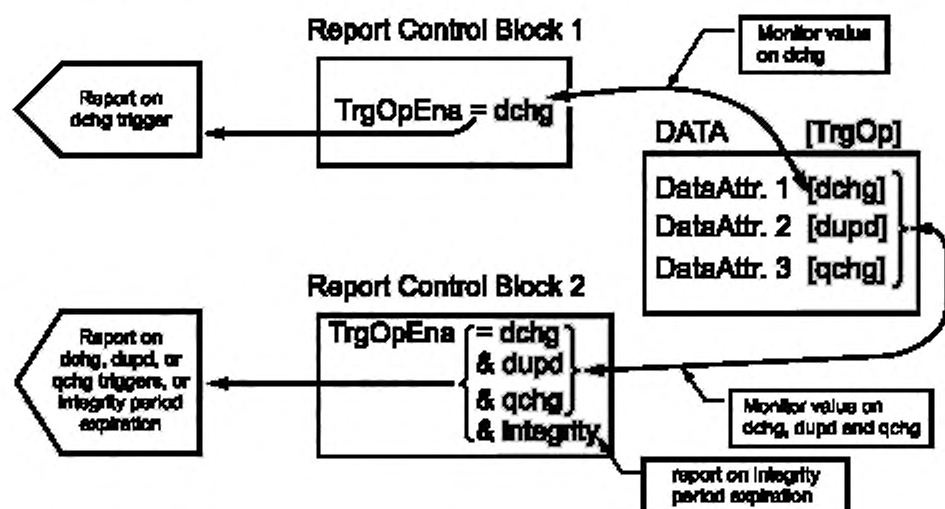 Report Control Block 1
Monitor value
on dchg
Report on
dchg trigger
TrgOpEna = dchg
DATA [TrgOp]
DataAttr. 1 [dchg]
DataAttr. 2 [dupd]
DataAttr. 3 [qchg]
Report Control Block 2
Report on
dchg, dupd, or
qchg triggers, or
integrity period
expiration
TrgOpEna = dchg
& dupd
& qchg
& integrity
Monitor value on
dchg, dupd and qchg
report on integrity
period expiration